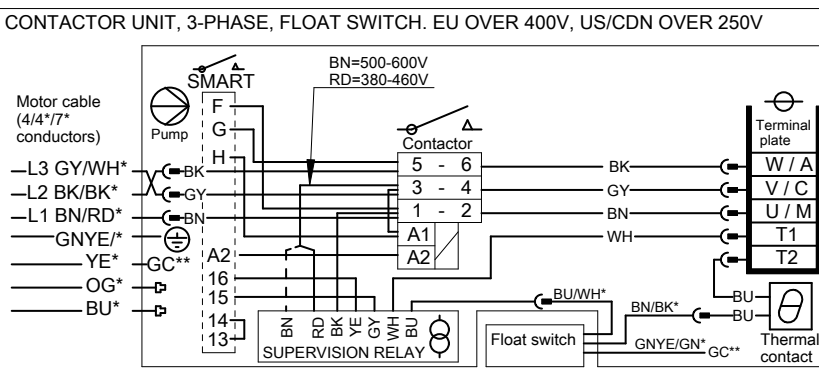 CONTACTOR UNIT, 3-PHASE, FLOAT SWITCH. EU OVER 400V, US/CDN OVER 250V
BN=500-600V
RD=380-460V
SMART
Motor cable
(4/4*/7*
conductors)
Pump
F
G
H
A2
16
15
14
13
L3 GY/WH*
L2 BK/BK*
L1 BN/RD*
GNYE/*
YE*
OG*
BU*
BK
GY
BN
GC**
Contactor
5 - 6
3 - 4
1 - 2
A1
A2
BK
GY
BN
WH
Terminal
plate
W / A
V / C
U / M
T1
T2
BN
RD
BK
YE
GY
WH
BU
SUPERVISION RELAY
BU/WH*
BN/BK*
GNYE/GN*
GC**
Float switch
BU
BU
Thermal
contact